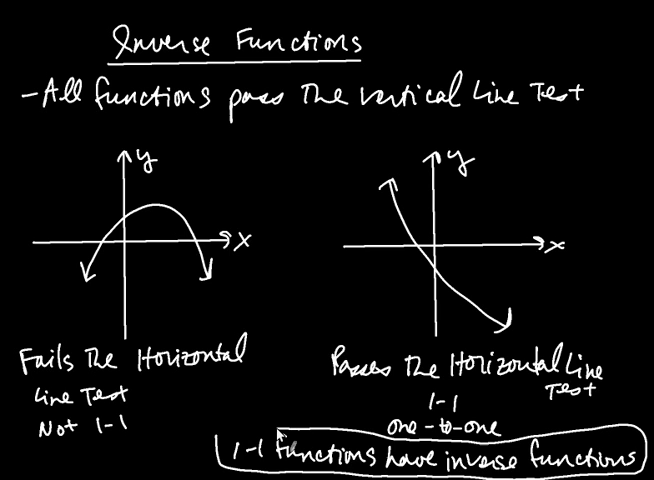 Inverse Functions
- All functions pass the vertical Line Test
y
x
Fails the Horizontal
Line Test
Not 1-1
y
x
Passes the Horizontal Line
Test
1-1
one-to-one
1-1 functions have inverse functions